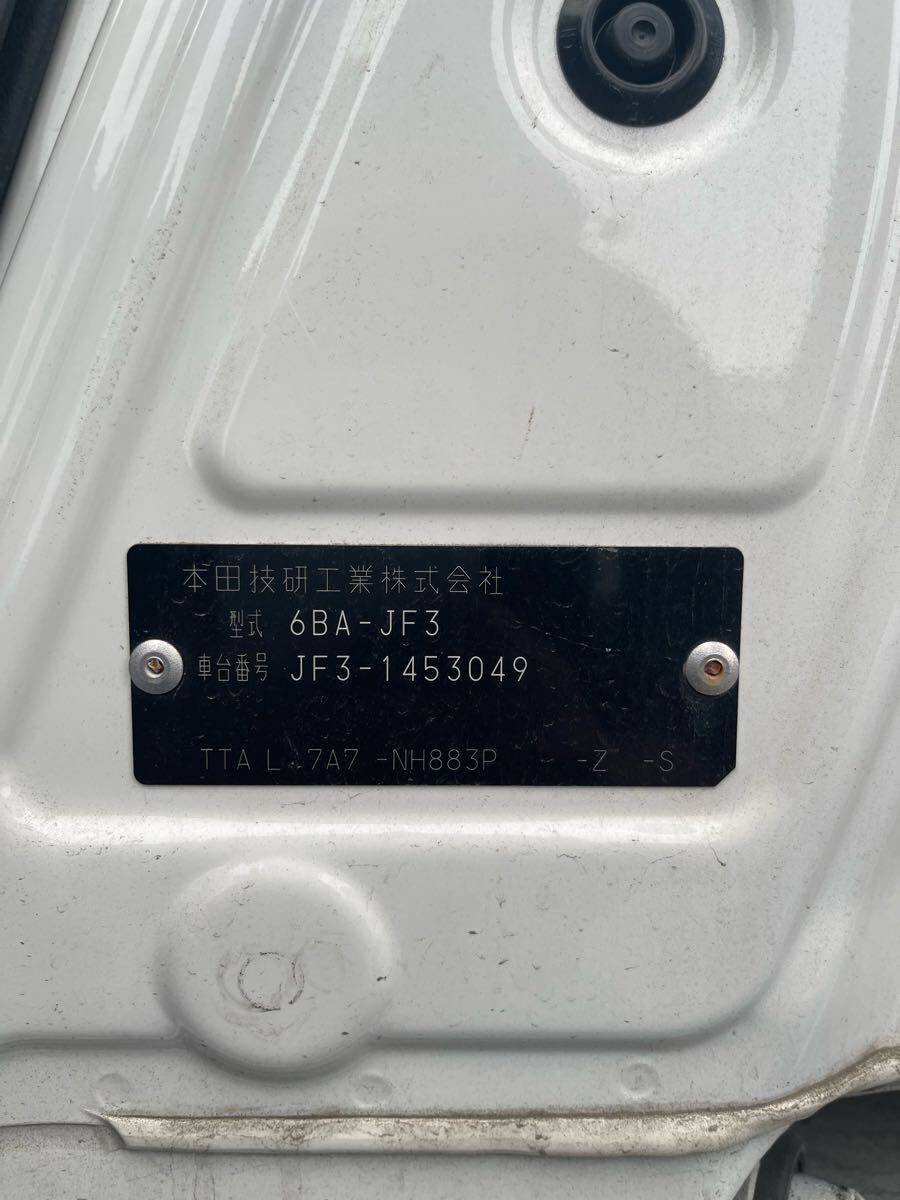 本田技研工業株式会社
型式 6BA-JF3
車台番号 JF3-1453049
TTA L 7A7 -NH883P -Z -S